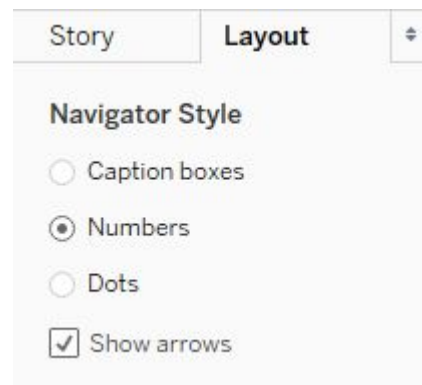 Story Layout
Navigator Style
Caption boxes
Numbers
Dots
Show arrows